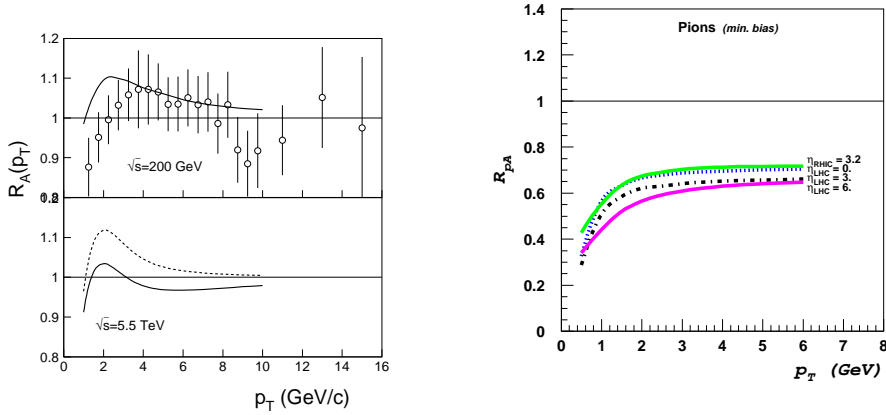 R_A(p_T)
1.2
1.1
1
0.9
0.8
√s=200 GeV
1.2
1.1
1
0.9
0.8
√s=5.5 TeV
0 2 4 6 8 10 12 14 16
p_T (GeV/c)
R_pA
1.4
1.2
1
0.8
0.6
0.4
0.2
0
Pions (min. bias)
η_RHIC = 3.2
η_LHC = 0.
η_LHC = 3.
η_LHC = 6.
0 1 2 3 4 5 6 7 8
p_T (GeV)